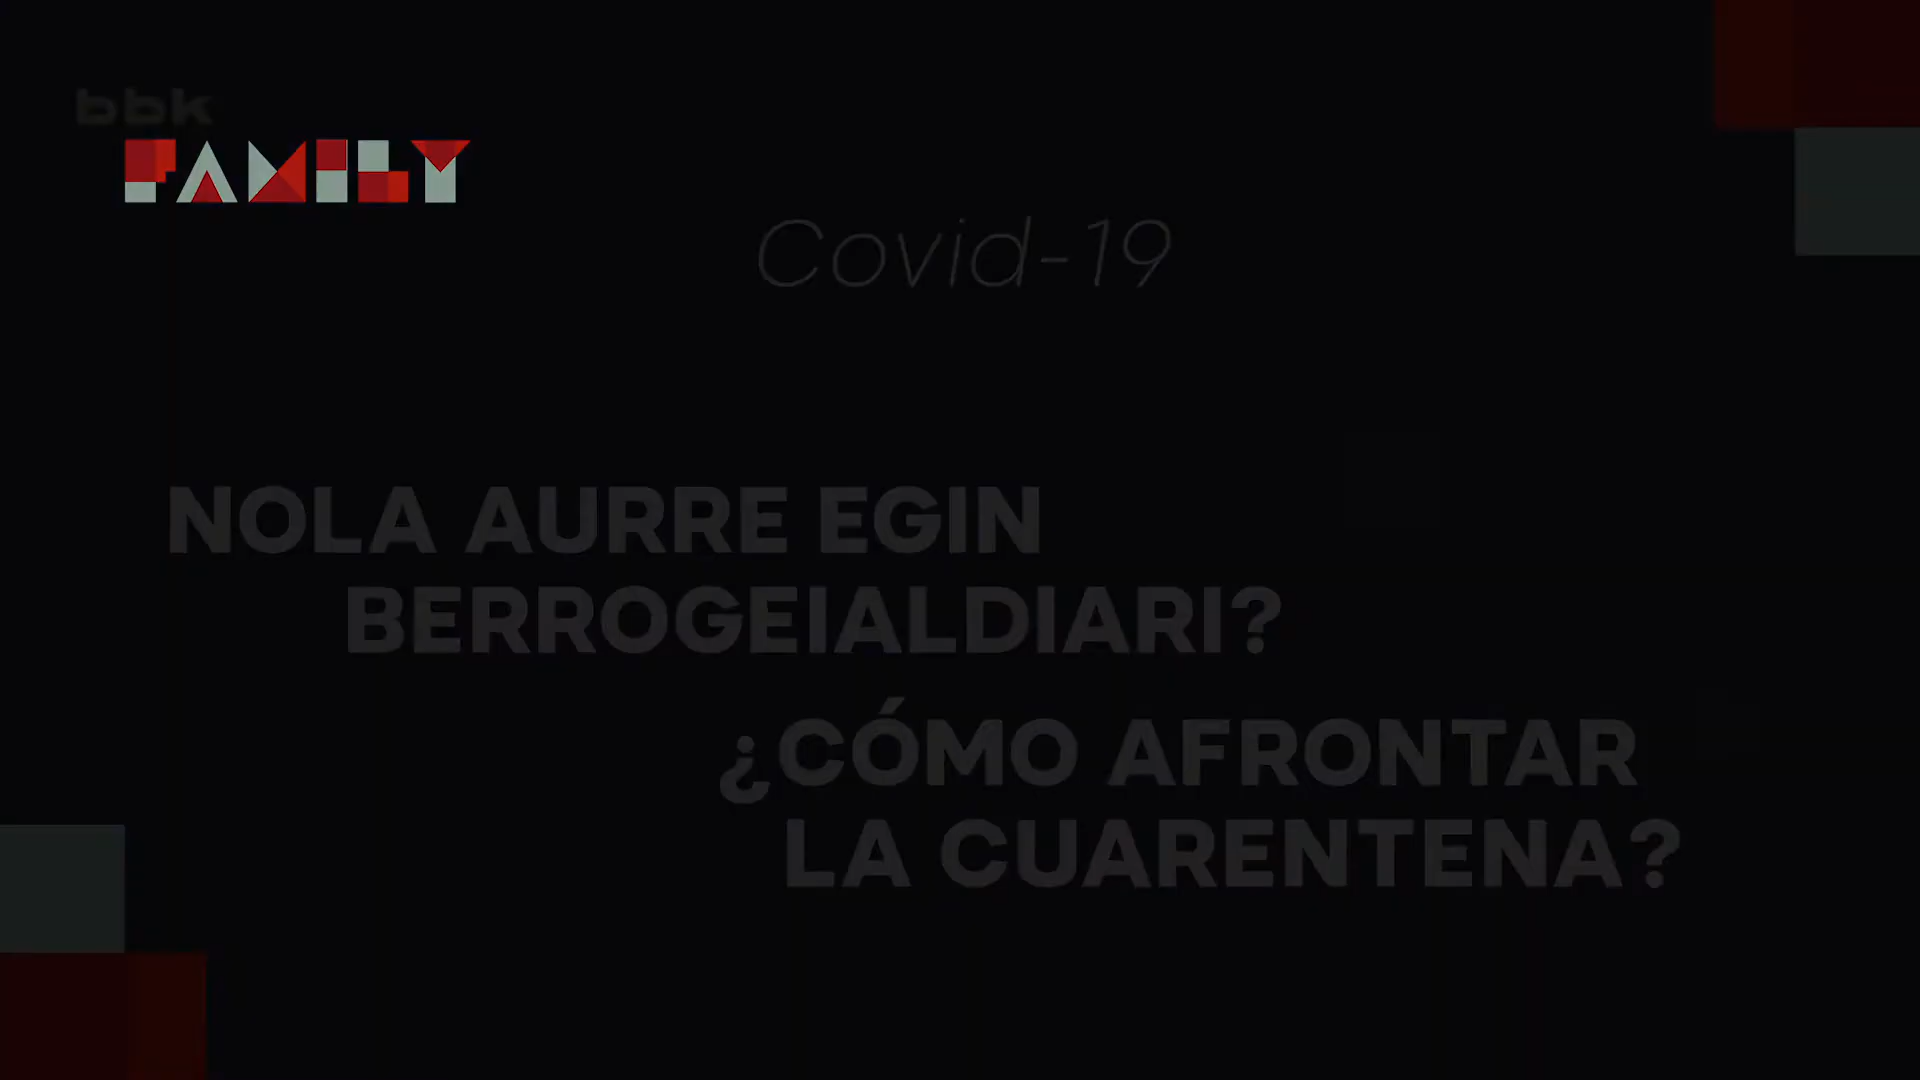 bbk
FAMILY
Covid-19
NOLA AURRE EGIN
BERROGEIALDIARI?
¿CÓMO AFRONTAR
LA CUARENTENA?